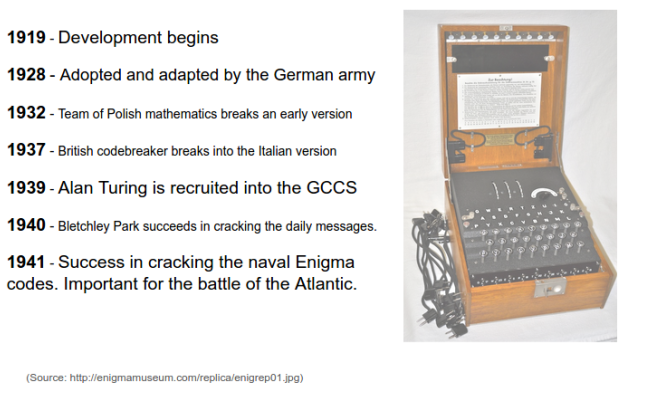 1919 - Development begins
1928 - Adopted and adapted by the German army
1932 - Team of Polish mathematics breaks an early version
1937 - British codebreaker breaks into the Italian version
1939 - Alan Turing is recruited into the GCCS
1940 - Bletchley Park succeeds in cracking the daily messages.
1941 - Success in cracking the naval Enigma
codes. Important for the battle of the Atlantic.
(Source: http://enigmamuseum.com/replica/enigrep01.jpg)